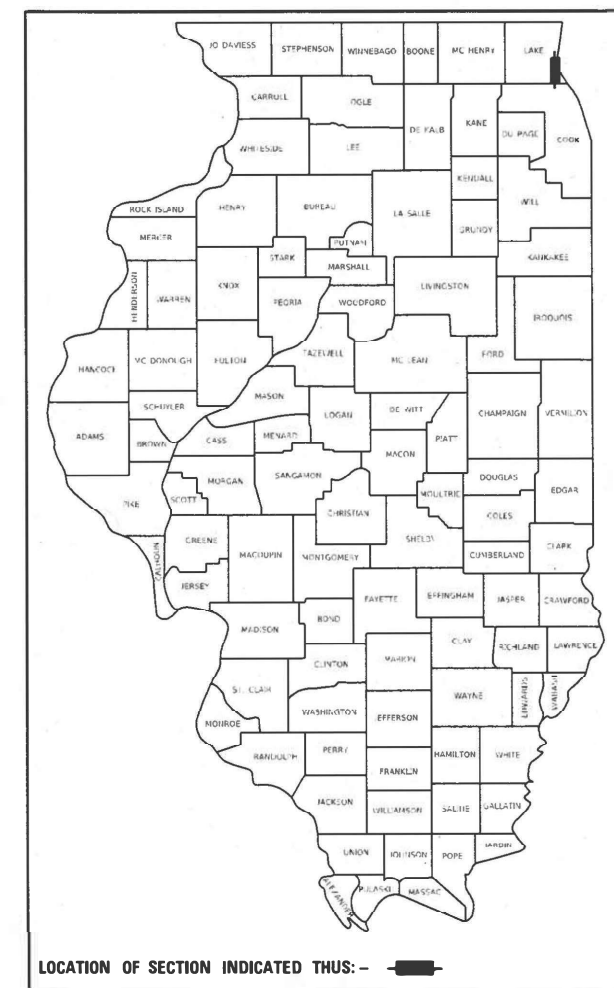 JO DAVIESS STEPHENSON WINNEBAGO BOONE MC HENRY LAKE
CARROLL OGLE DE KALB KANE DU PAGE COOK
WHITESIDE LEE
KENDALL
ROCK ISLAND HENRY BUREAU LA SALLE GRUNDY WILL
MERCER PUTNAM
STARK MARSHALL KANKAKEE
HENDERSON WARREN KNOX PEORIA WOODFORD LIVINGSTON IROQUOIS
HANCOCK MC DONOUGH FULTON TAZEWELL MC LEAN FORD
SCHUYLER MASON LOGAN DE WITT CHAMPAIGN VERMILION
ADAMS BROWN CASS MENARD MACON PIATT
PIKE SCOTT MORGAN SANGAMON MOULTRIE DOUGLAS EDGAR
CHRISTIAN COLES
CALHOUN GREENE MACOUPIN MONTGOMERY SHELBY CUMBERLAND CLARK
JERSEY
FAYETTE EFFINGHAM JASPER CRAWFORD
MADISON BOND
CLINTON MARION CLAY RICHLAND LAWRENCE
ST. CLAIR WAYNE EDWARDS WABASH
MONROE WASHINGTON JEFFERSON
RANDOLPH PERRY HAMILTON WHITE
FRANKLIN
JACKSON WILLIAMSON SALINE GALLATIN
UNION JOHNSON POPE HARDIN
ALEXANDER PULASKI MASSAC
LOCATION OF SECTION INDICATED THUS: –